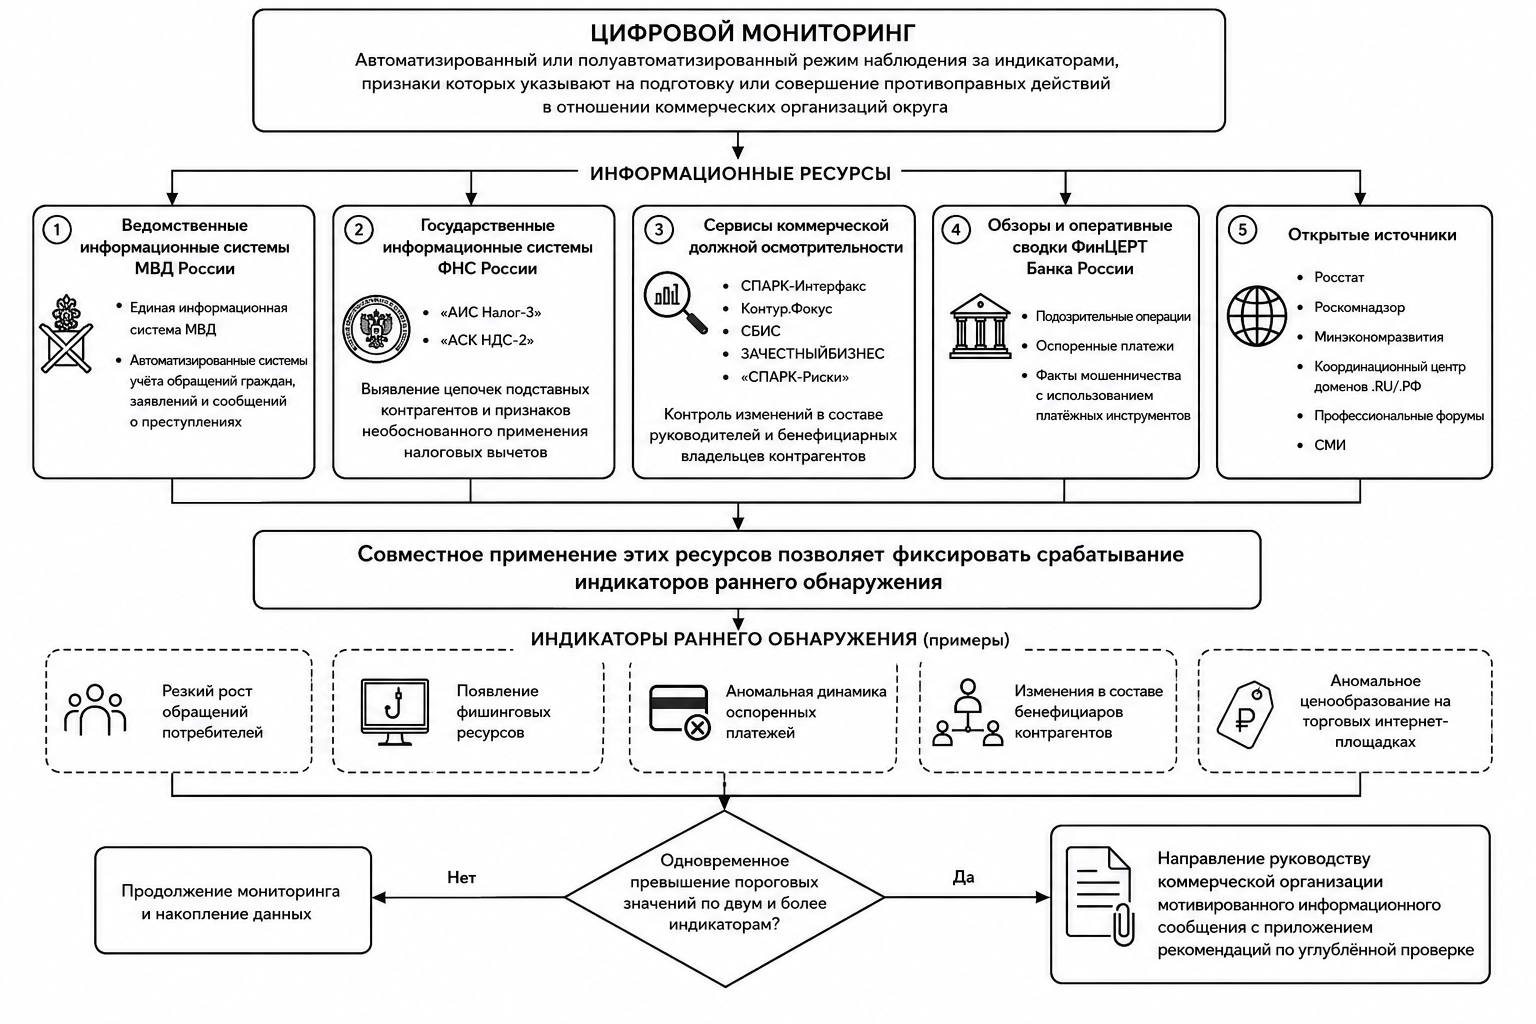 ЦИФРОВОЙ МОНИТОРИНГ
Автоматизированный или полуавтоматизированный режим наблюдения за индикаторами,
признаки которых указывают на подготовку или совершение противоправных действий
в отношении коммерческих организаций округа
ИНФОРМАЦИОННЫЕ РЕСУРСЫ
1
Ведомственные
информационные системы
МВД России
• Единая информационная
система МВД
• Автоматизированные системы
учёта обращений граждан,
заявлений и сообщений
о преступлениях
2
Государственные
информационные системы
ФНС России
• «АИС Налог-3»
• «АСК НДС-2»
Выявление цепочек подставных
контрагентов и признаков
необоснованного применения
налоговых вычетов
3
Сервисы коммерческой
должной осмотрительности
• СПАРК-Интерфакс
• Контур.Фокус
• СБИС
• ЗАЧЕСТНЫЙБИЗНЕС
• «СПАРК-Риски»
Контроль изменений в составе
руководителей и бенефициарных
владельцев контрагентов
4
Обзоры и оперативные
сводки ФинЦЕРТ
Банка России
• Подозрительные операции
• Оспоренные платежи
• Факты мошенничества
с использованием
платёжных инструментов
5
Открытые источники
• Росстат
• Роскомнадзор
• Минэкономразвития
• Координационный центр
доменов .RU/.РФ
• Профессиональные форумы
• СМИ
Совместное применение этих ресурсов позволяет фиксировать срабатывание
индикаторов раннего обнаружения
ИНДИКАТОРЫ РАННЕГО ОБНАРУЖЕНИЯ (примеры)
Резкий рост
обращений
потребителей
Появление
фишинговых
ресурсов
Аномальная динамика
оспоренных
платежей
Изменения в составе
бенефициаров
контрагентов
Аномальное
ценообразование на
торговых интернет-
площадках
Одновременное
превышение пороговых
значений по двум и более
индикаторам?
Нет
Продолжение мониторинга
и накопление данных
Да
Направление руководству
коммерческой организации
мотивированного информационного
сообщения с приложением
рекомендаций по углублённой проверке